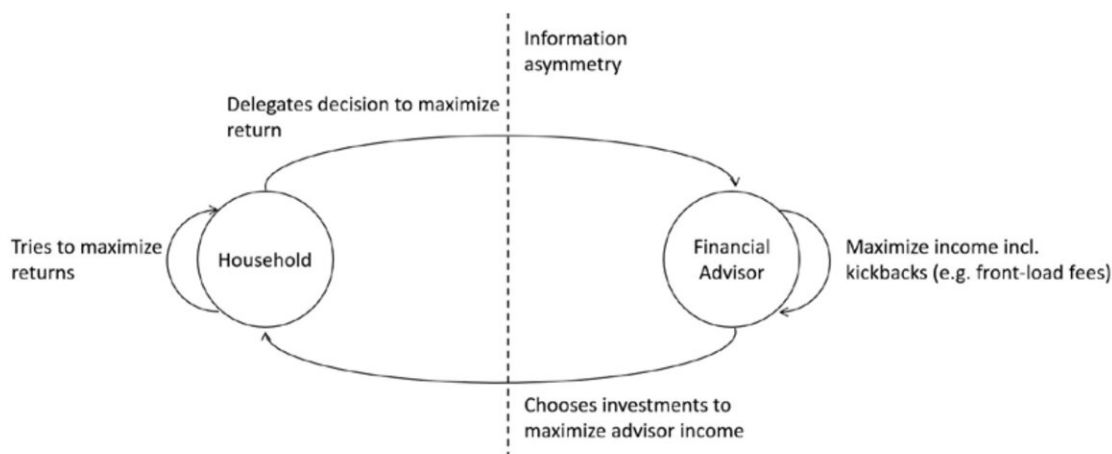 Information
asymmetry
Delegates decision to maximize
return
Tries to maximize
returns
Household
Financial
Advisor
Maximize income incl.
kickbacks (e.g. front-load fees)
Chooses investments to
maximize advisor income